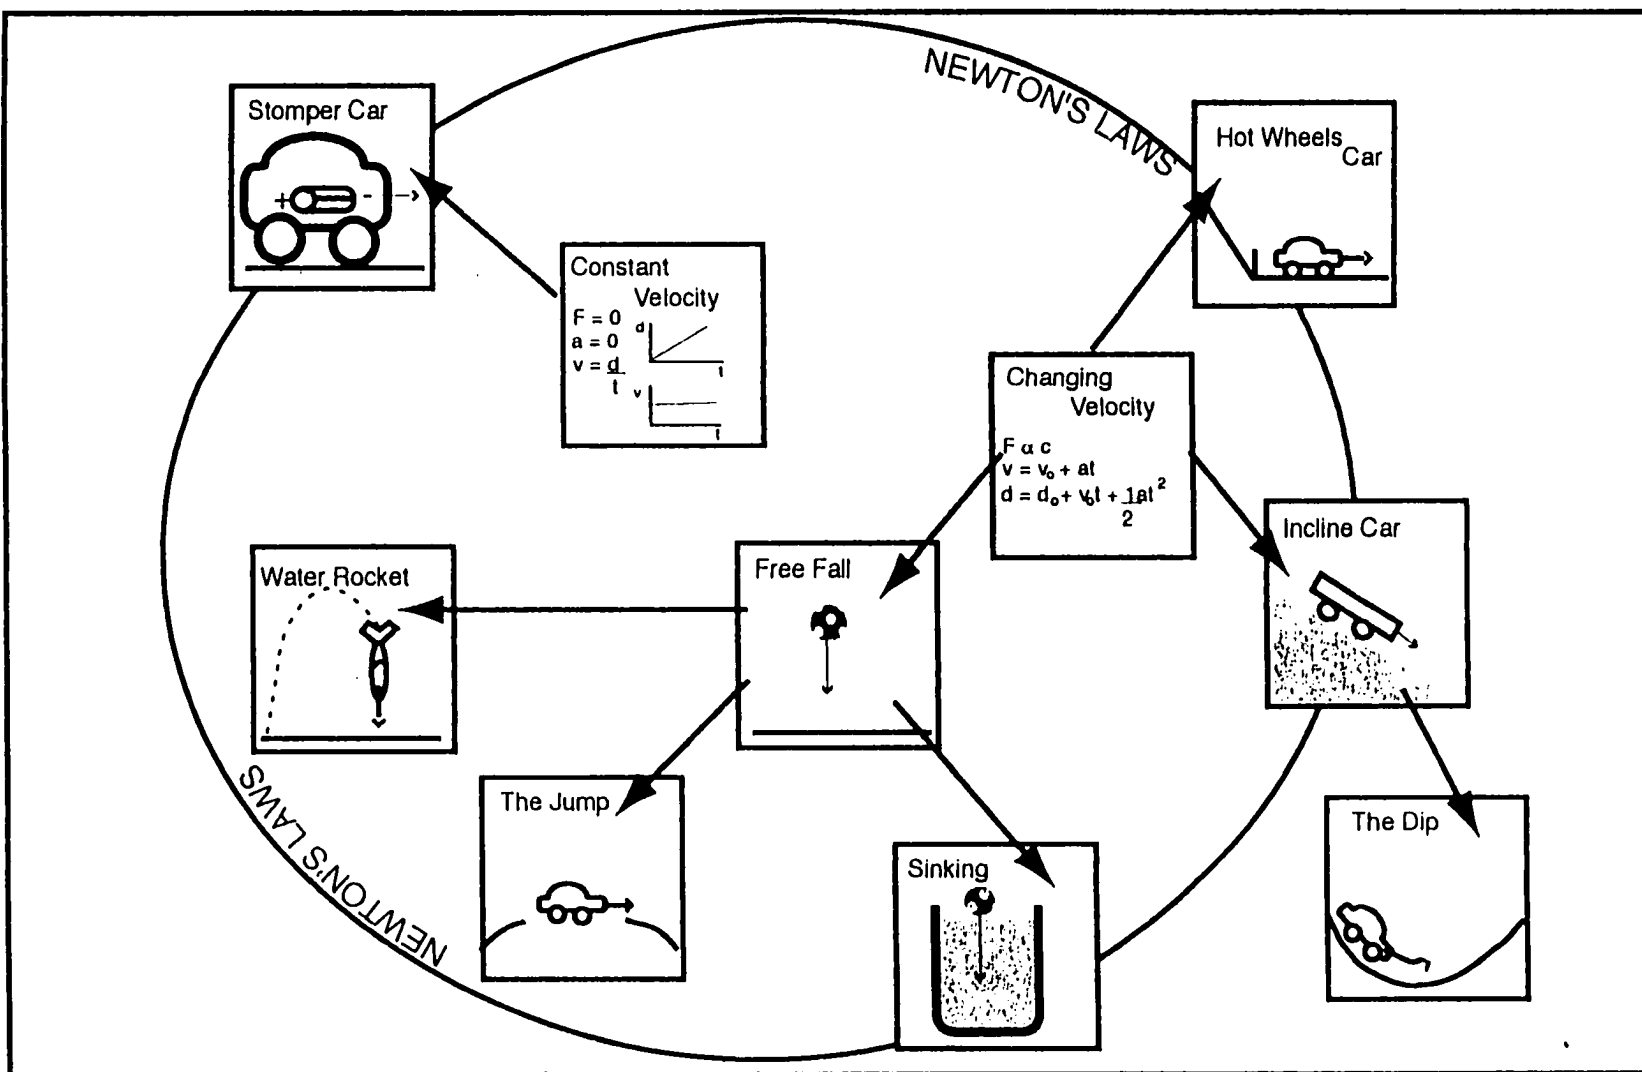 NEWTON'S LAWS
Stomper Car
+ -
Hot Wheels
Car
Constant
Velocity
F = 0
a = 0
v = d
t
d
t
v
t
Changing
Velocity
F α c
v = v₀ + at
d = d₀ + v₀t + 1at²
2
Incline Car
Free Fall
Water Rocket
The Jump
The Dip
Sinking
NEWTON'S LAWS